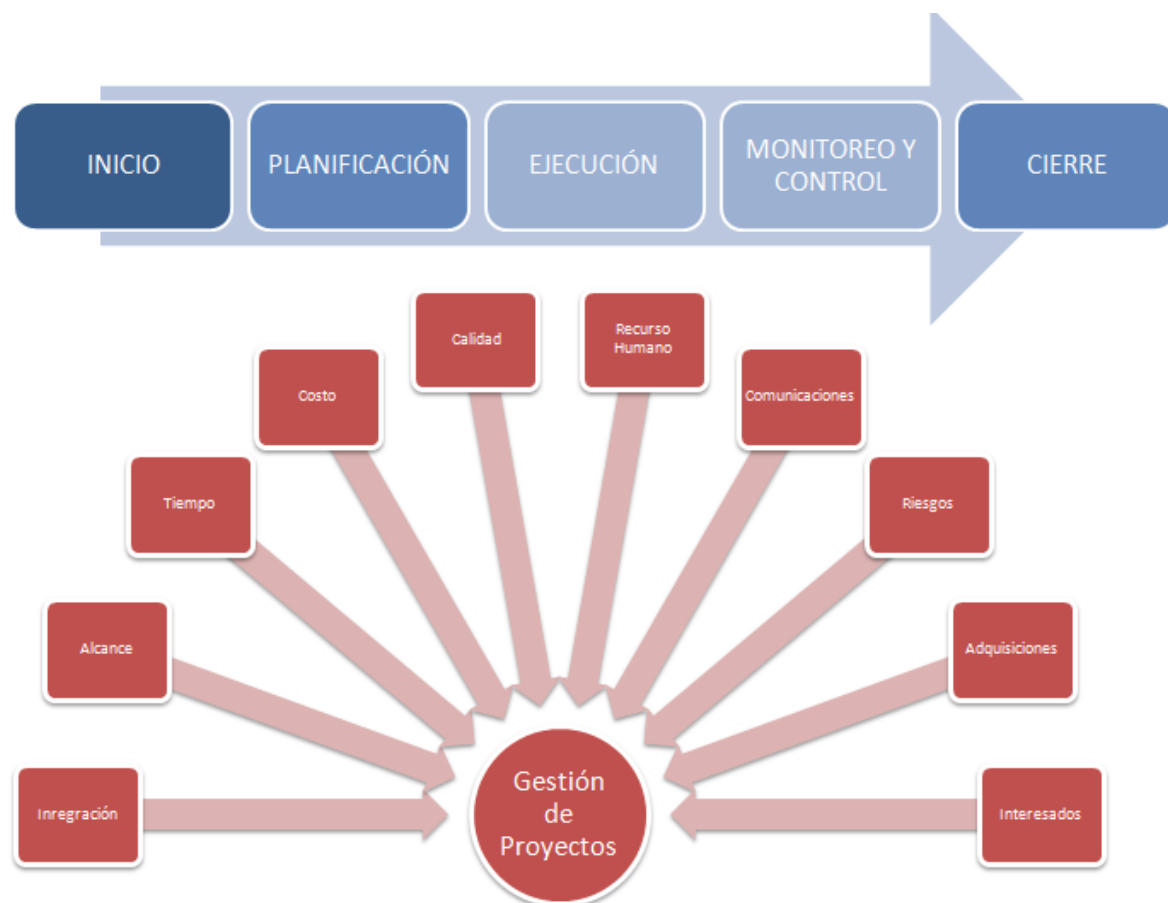 INICIO
PLANIFICACIÓN
EJECUCIÓN
MONITOREO Y
CONTROL
CIERRE
Calidad
Recurso
Humano
Costo
Comunicaciones
Tiempo
Riesgos
Alcance
Adquisiciones
Inregración
Gestión
de
Proyectos
Interesados